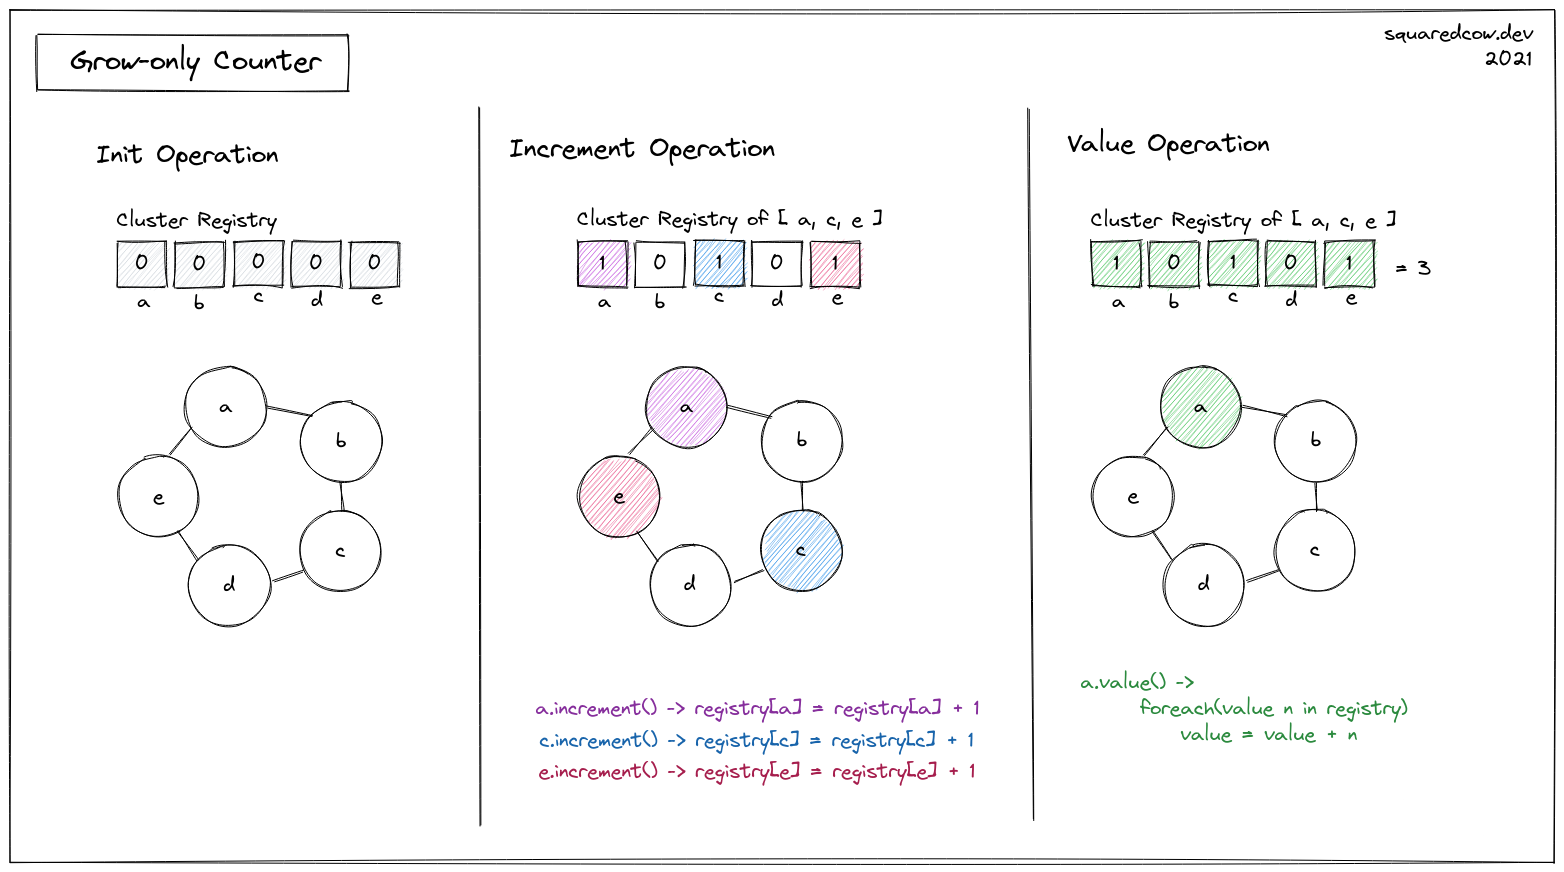 Grow-only Counter
squaredcow.dev
2021
Init Operation
Cluster Registry
0 0 0 0 0
a b c d e
a
b
e
c
d
Increment Operation
Cluster Registry of [ a, c, e ]
1 0 1 0 1
a b c d e
a
b
e
c
d
a.increment() -> registry[a] = registry[a] + 1
c.increment() -> registry[c] = registry[c] + 1
e.increment() -> registry[e] = registry[e] + 1
Value Operation
Cluster Registry of [ a, c, e ]
1 0 1 0 1 = 3
a b c d e
a
b
e
c
d
a.value() ->
foreach(value n in registry)
value = value + n